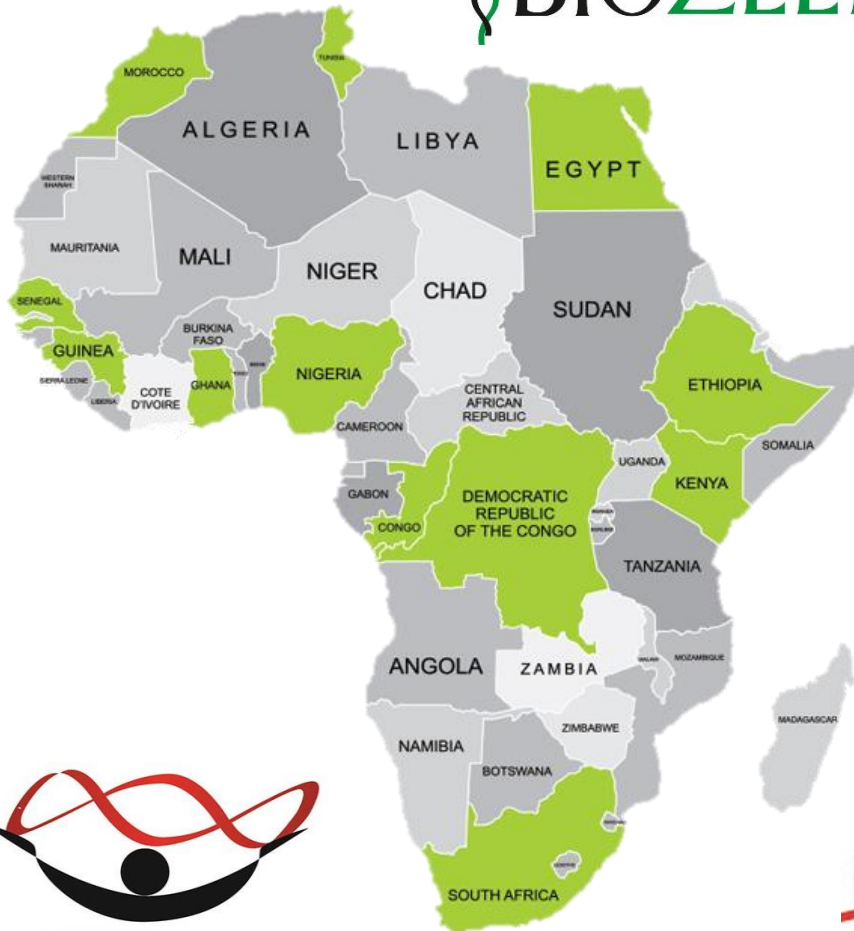 BIOZEEN
MOROCCO
TUNISIA
ALGERIA
LIBYA
EGYPT
WESTERN
SHARAH
MAURITANIA
MALI
NIGER
CHAD
SUDAN
SENEGAL
GUINEA
BURKINA
FASO
SIERRA LEONE
LIBERIA
COTE
D'IVOIRE
GHANA
NIGERIA
CENTRAL
AFRICAN
REPUBLIC
ETHIOPIA
CAMEROON
SOMALIA
UGANDA
KENYA
GABON
CONGO
DEMOCRATIC
REPUBLIC
OF THE CONGO
TANZANIA
ANGOLA
ZAMBIA
MALAWI
MOZAMBIQUE
MADAGASCAR
NAMIBIA
ZIMBABWE
BOTSWANA
SOUTH AFRICA